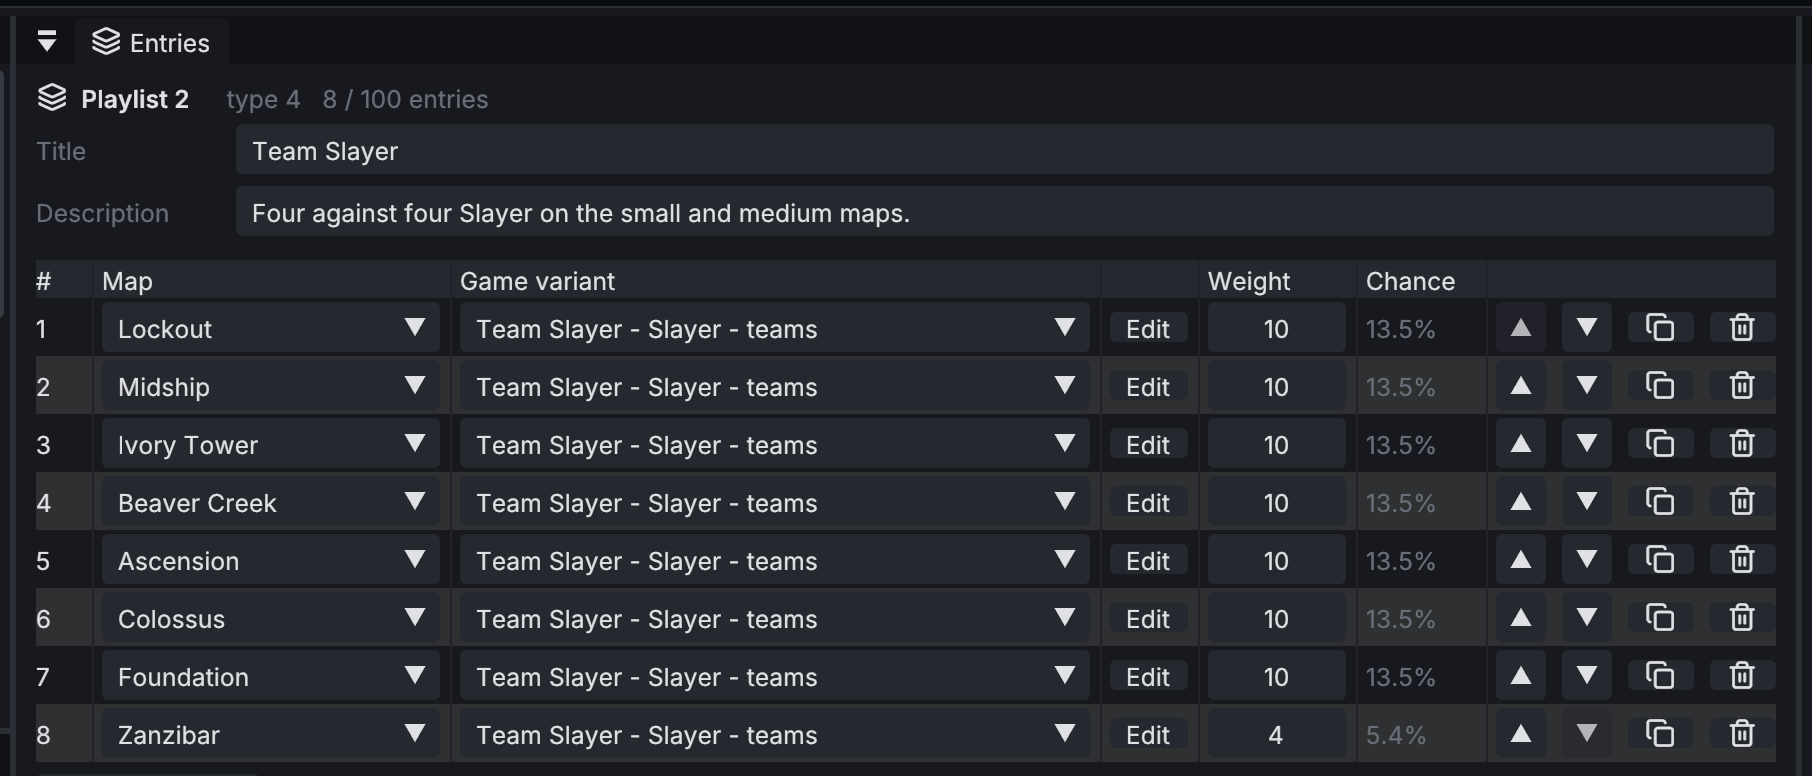 Entries
Playlist 2 type 4 8 / 100 entries
Title Team Slayer
Description Four against four Slayer on the small and medium maps.
# Map Game variant Weight Chance
1 Lockout Team Slayer - Slayer - teams Edit 10 13.5%
2 Midship Team Slayer - Slayer - teams Edit 10 13.5%
3 Ivory Tower Team Slayer - Slayer - teams Edit 10 13.5%
4 Beaver Creek Team Slayer - Slayer - teams Edit 10 13.5%
5 Ascension Team Slayer - Slayer - teams Edit 10 13.5%
6 Colossus Team Slayer - Slayer - teams Edit 10 13.5%
7 Foundation Team Slayer - Slayer - teams Edit 10 13.5%
8 Zanzibar Team Slayer - Slayer - teams Edit 4 5.4%